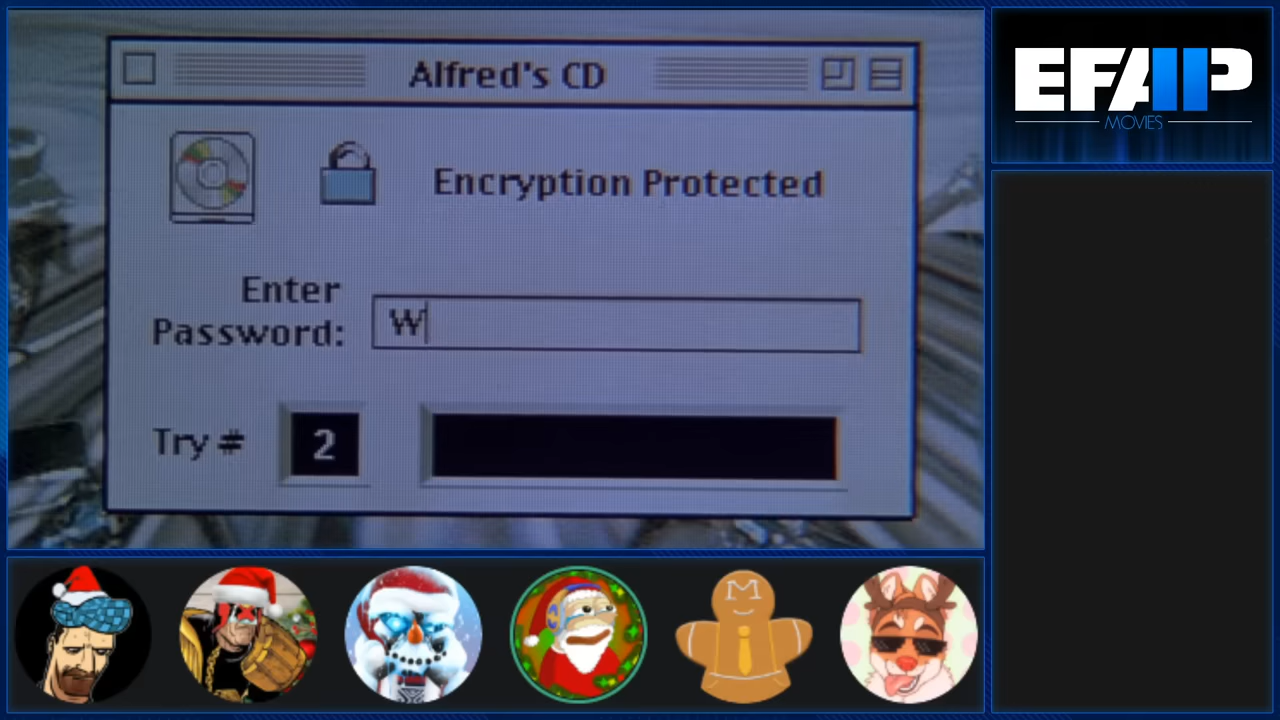 Alfred's CD
Encryption Protected
Enter
Password:
W
Try #
2
EFAP
MOVIES
M